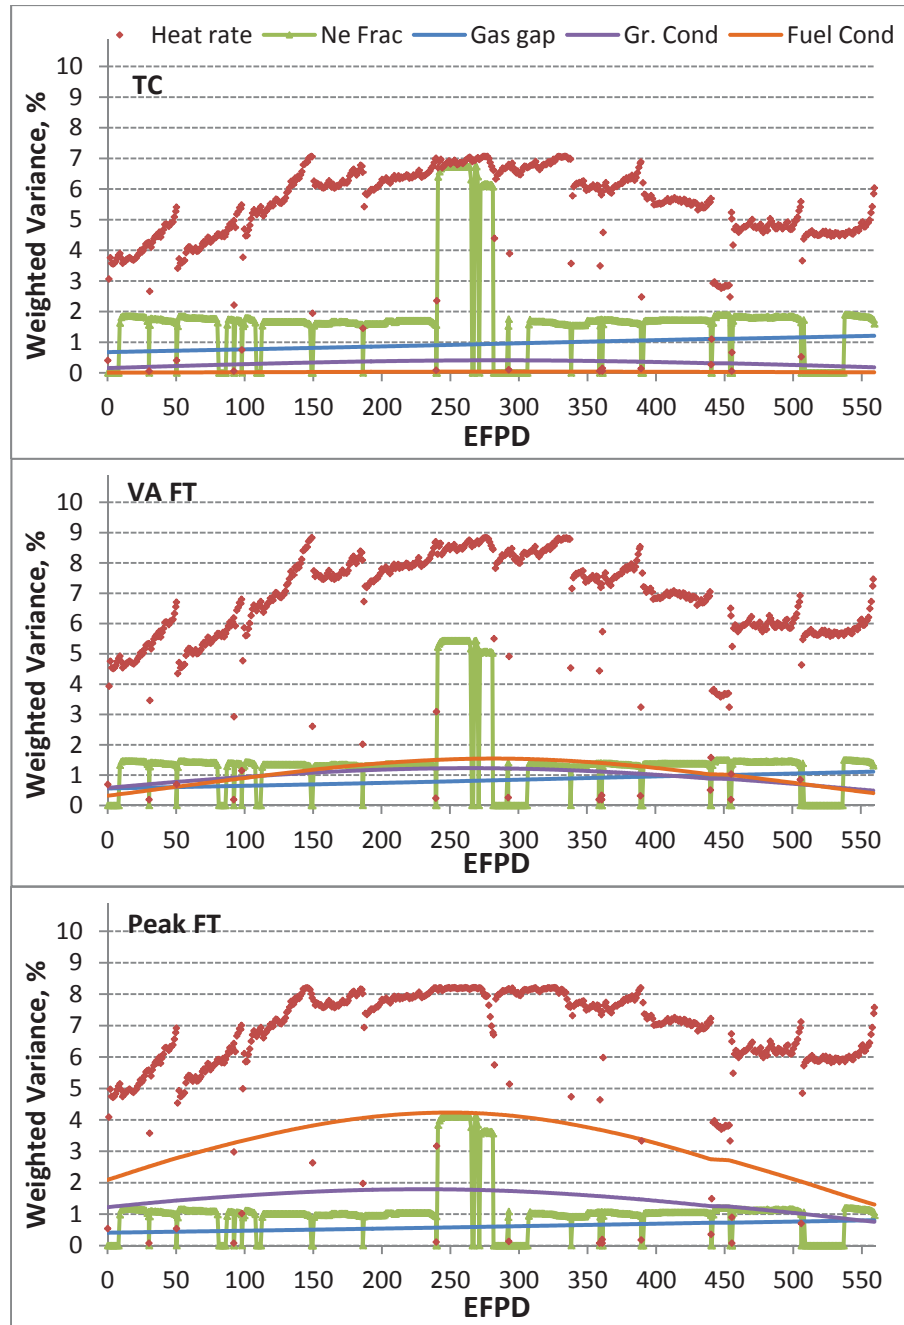 Heat rate Ne Frac Gas gap Gr. Cond Fuel Cond
TC
Weighted Variance, %
10
9
8
7
6
5
4
3
2
1
0
0 50 100 150 200 250 300 350 400 450 500 550
EFPD
VA FT
Weighted Variance, %
10
9
8
7
6
5
4
3
2
1
0
0 50 100 150 200 250 300 350 400 450 500 550
EFPD
Peak FT
Weighted Variance, %
10
9
8
7
6
5
4
3
2
1
0
0 50 100 150 200 250 300 350 400 450 500 550
EFPD